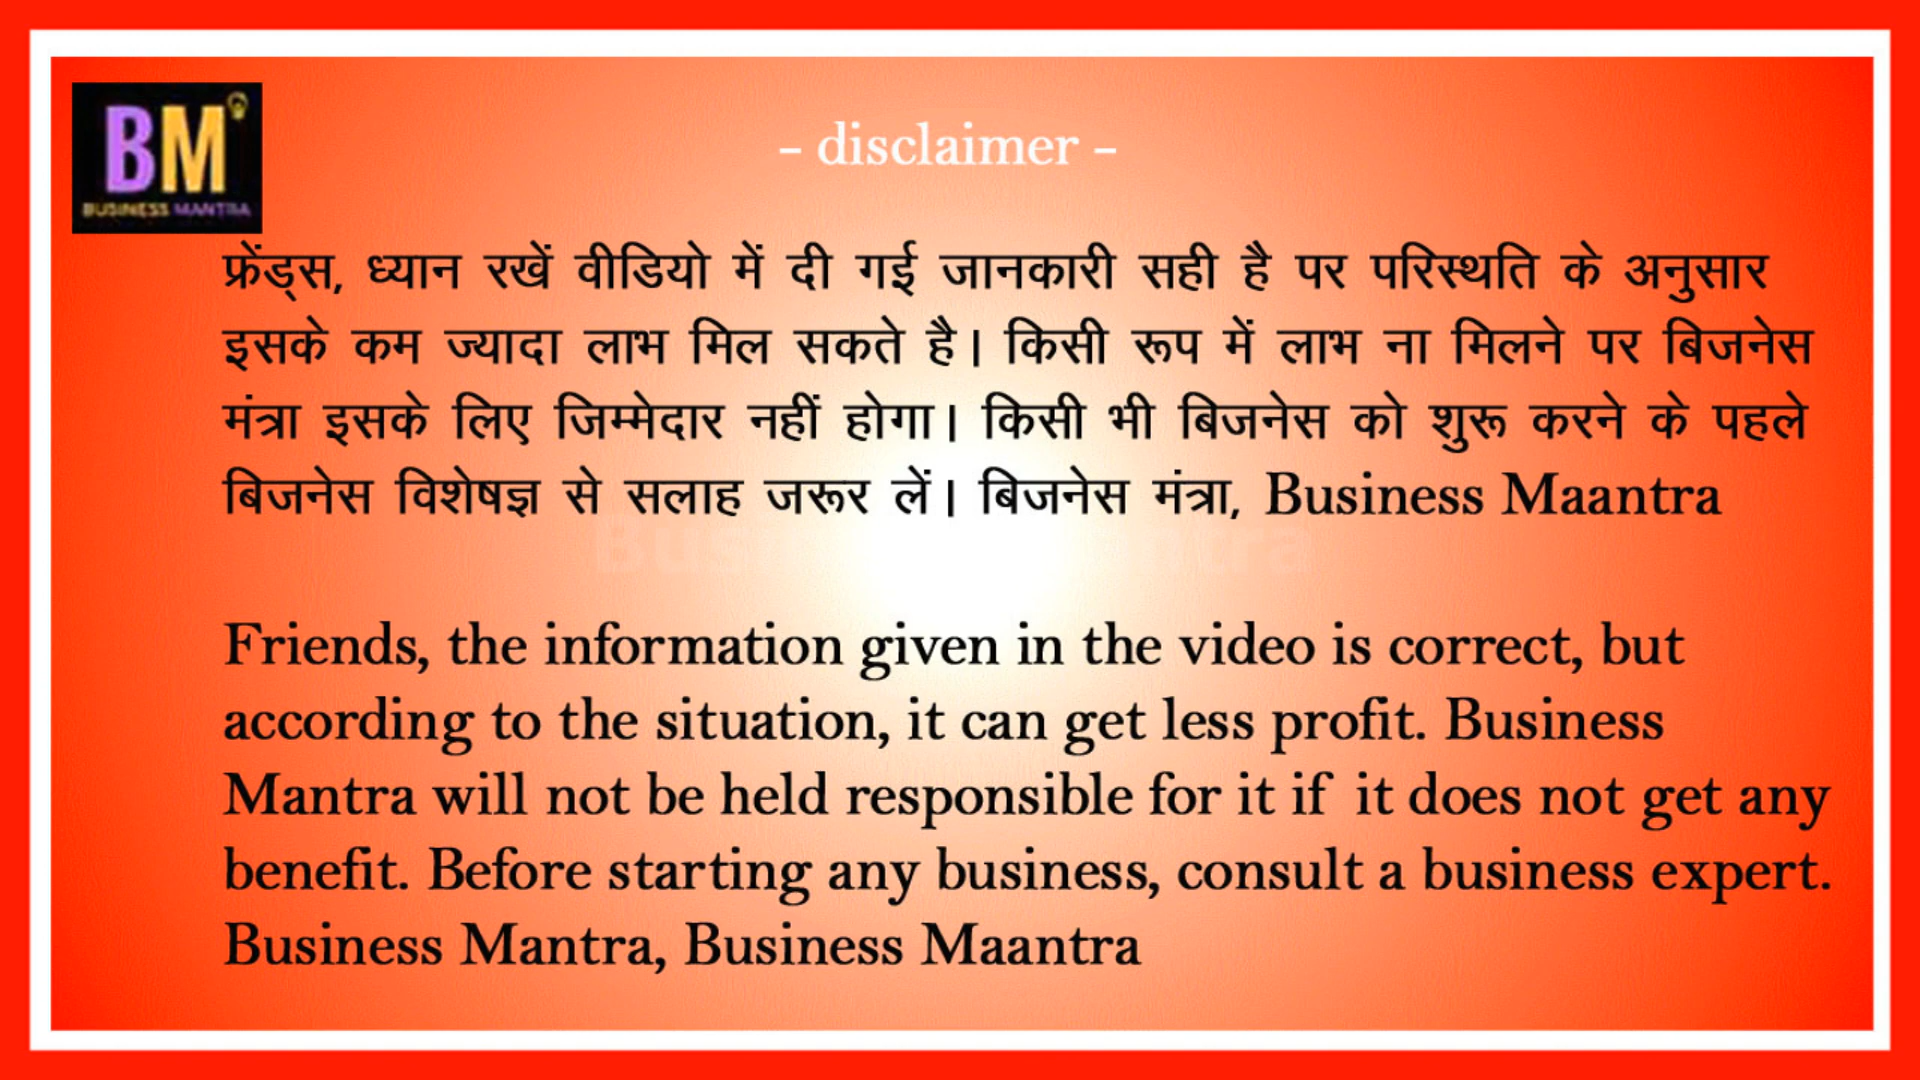 BM
BUSINESS MANTRA
- disclaimer -
फ्रेंड्स, ध्यान रखें वीडियो में दी गई जानकारी सही है पर परिस्थति के अनुसार
इसके कम ज्यादा लाभ मिल सकते है। किसी रूप में लाभ ना मिलने पर बिजनेस
मंत्रा इसके लिए जिम्मेदार नहीं होगा। किसी भी बिजनेस को शुरू करने के पहले
बिजनेस विशेषज्ञ से सलाह जरूर लें। बिजनेस मंत्रा, Business Maantra
Friends, the information given in the video is correct, but
according to the situation, it can get less profit. Business
Mantra will not be held responsible for it if it does not get any
benefit. Before starting any business, consult a business expert.
Business Mantra, Business Maantra